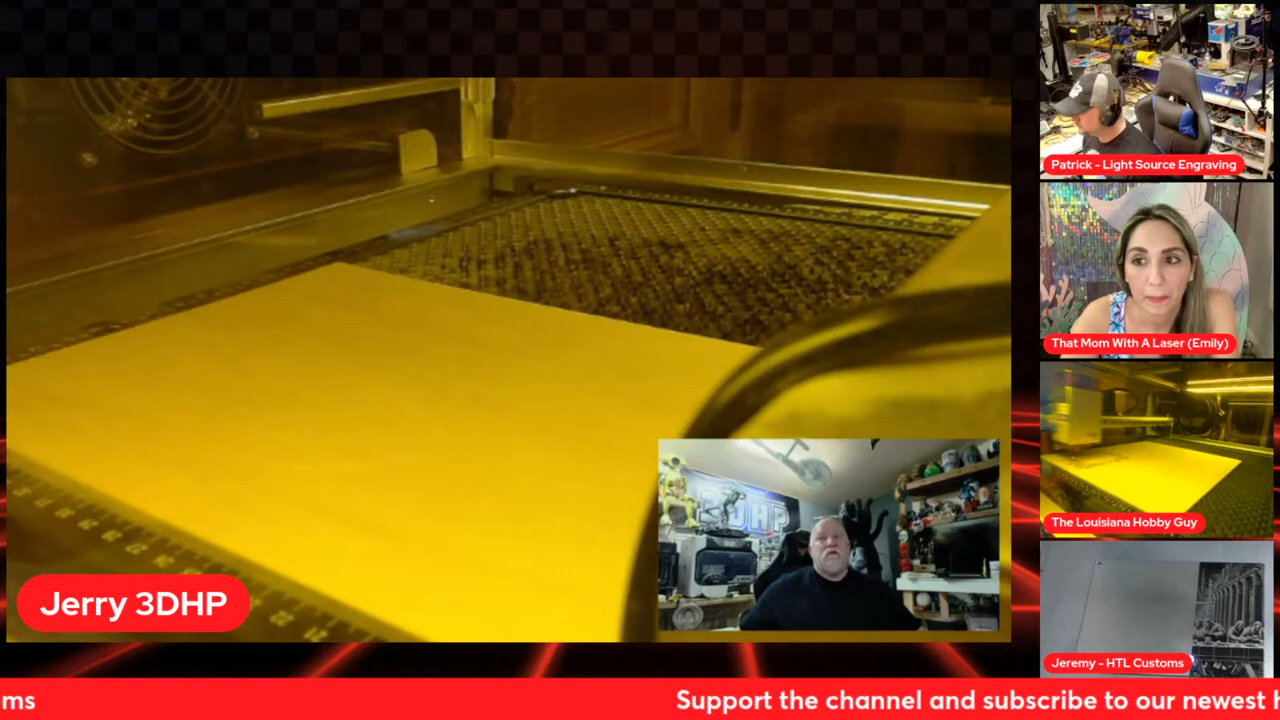 Patrick - Light Source Engraving
That Mom With A Laser (Emily)
The Louisiana Hobby Guy
DHP
Jerry 3DHP
Jeremy - HTL Customs
ms
Support the channel and subscribe to our newest h